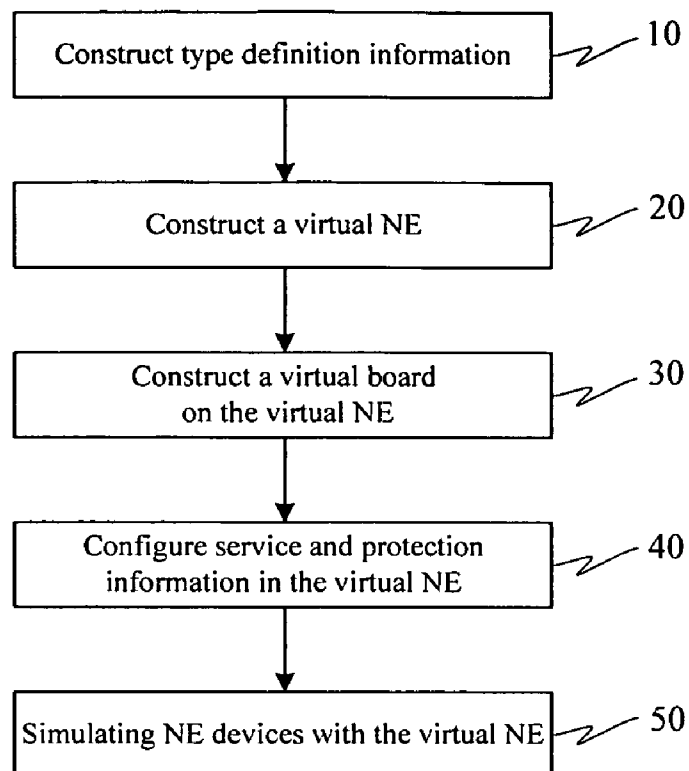 Construct type definition information
10
Construct a virtual NE
20
Construct a virtual board
on the virtual NE
30
Configure service and protection
information in the virtual NE
40
Simulating NE devices with the virtual NE
50